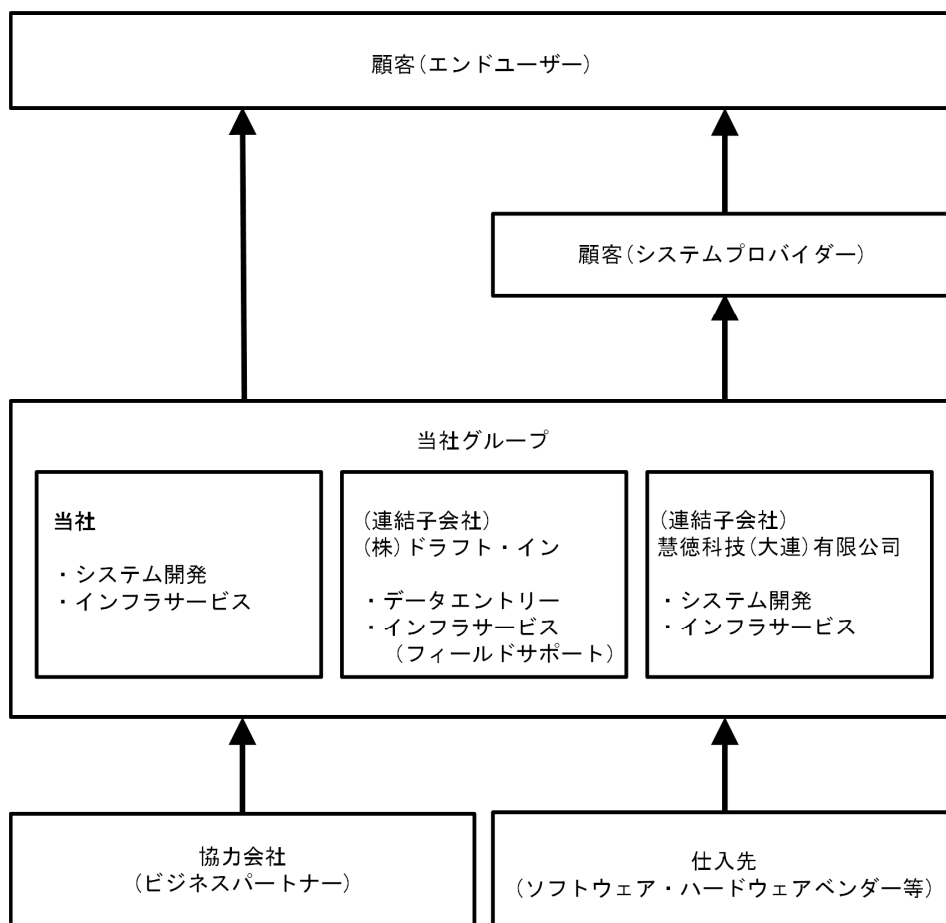 顧客(エンドユーザー)
顧客(システムプロバイダー)
当社グループ
当社
・システム開発
・インフラサービス
(連結子会社)
(株)ドラフト・イン
・データエントリー
・インフラサービス
(フィールドサポート)
(連結子会社)
慧徳科技(大連)有限公司
・システム開発
・インフラサービス
協力会社
(ビジネスパートナー)
仕入先
(ソフトウェア・ハードウェアベンダー等)